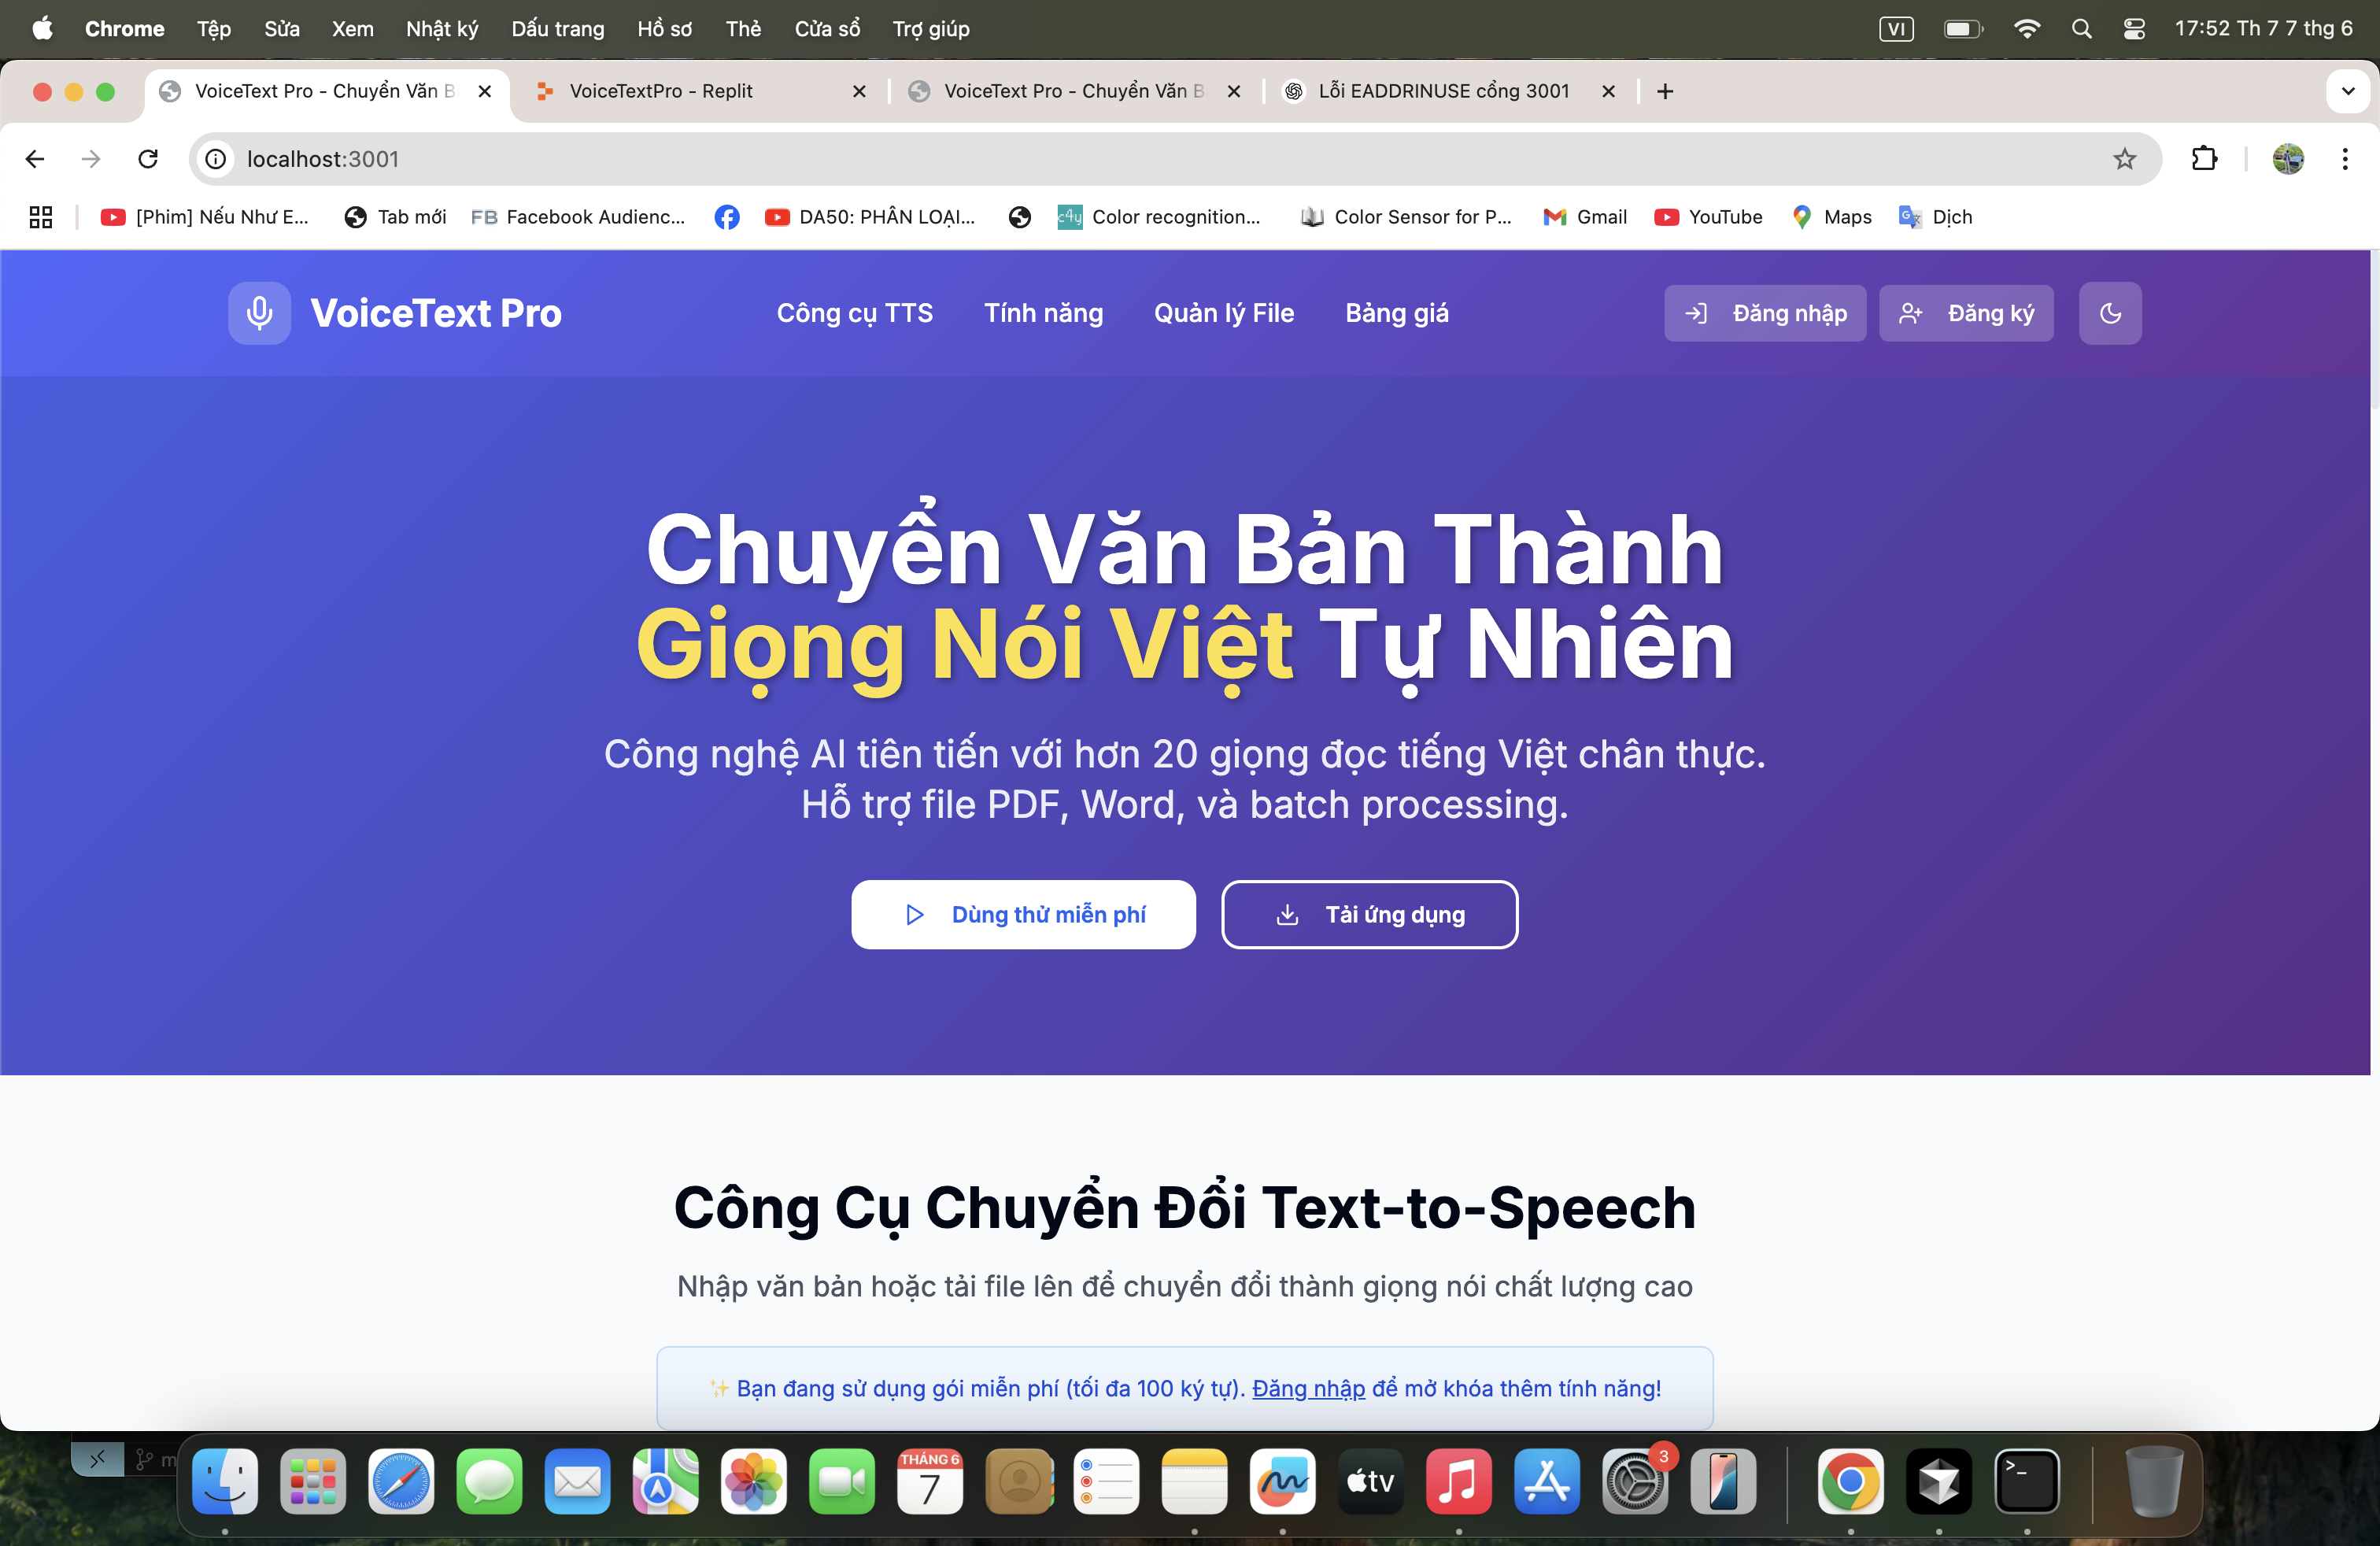 Chrome Tệp Sửa Xem Nhật ký Dấu trang Hồ sơ Thẻ Cửa sổ Trợ giúp VI 17:52 Th 7 7 thg 6
VoiceText Pro - Chuyển Văn B VoiceTextPro - Replit VoiceText Pro - Chuyển Văn B Lỗi EADDRINUSE cổng 3001
localhost:3001
[Phim] Nếu Như E... Tab mới FB Facebook Audienc... DA50: PHÂN LOẠI... c4y Color recognition... Color Sensor for P... Gmail YouTube Maps Dịch
VoiceText Pro Công cụ TTS Tính năng Quản lý File Bảng giá Đăng nhập Đăng ký
Chuyển Văn Bản Thành
Giọng Nói Việt Tự Nhiên
Công nghệ AI tiên tiến với hơn 20 giọng đọc tiếng Việt chân thực.
Hỗ trợ file PDF, Word, và batch processing.
Dùng thử miễn phí Tải ứng dụng
Công Cụ Chuyển Đổi Text-to-Speech
Nhập văn bản hoặc tải file lên để chuyển đổi thành giọng nói chất lượng cao
✨ Bạn đang sử dụng gói miễn phí (tối đa 100 ký tự). Đăng nhập để mở khóa thêm tính năng!
THÁNG 6 3
7 tv >_